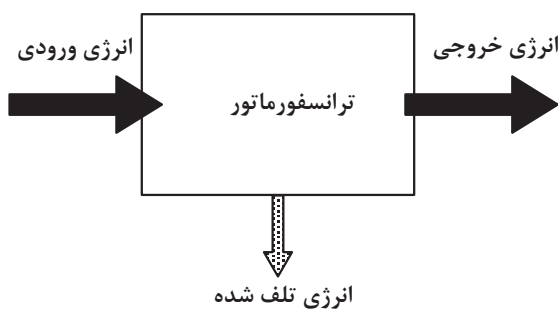 انرژی خروجی
انرژی ورودی
ترانسفورماتور
انرژی تلف شده